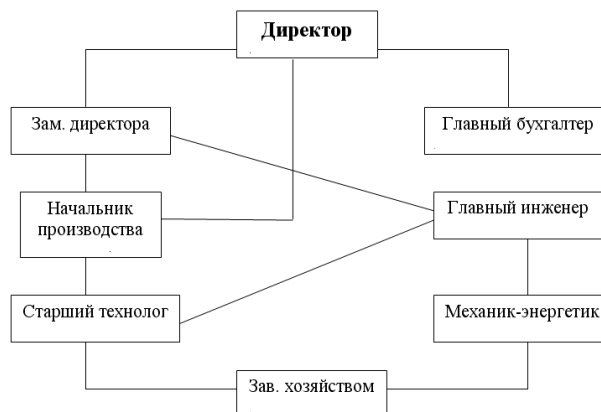 Директор
Зам. директора
Главный бухгалтер
Начальник
производства
Главный инженер
Старший технолог
Механик-энергетик
Зав. хозяйством